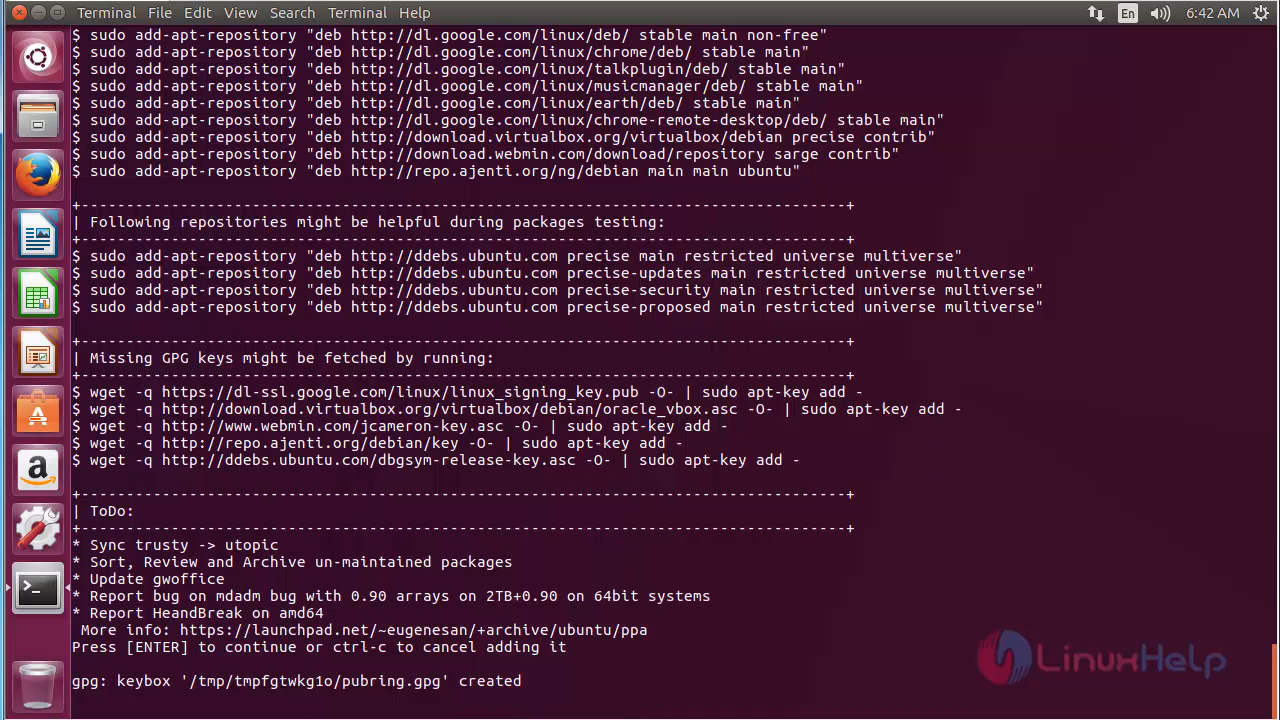 Terminal File Edit View Search Terminal Help En 6:42 AM
$ sudo add-apt-repository "deb http://dl.google.com/linux/deb/ stable main non-free"
$ sudo add-apt-repository "deb http://dl.google.com/linux/chrome/deb/ stable main"
$ sudo add-apt-repository "deb http://dl.google.com/linux/talkplugin/deb/ stable main"
$ sudo add-apt-repository "deb http://dl.google.com/linux/musicmanager/deb/ stable main"
$ sudo add-apt-repository "deb http://dl.google.com/linux/earth/deb/ stable main"
$ sudo add-apt-repository "deb http://dl.google.com/linux/chrome-remote-desktop/deb/ stable main"
$ sudo add-apt-repository "deb http://download.virtualbox.org/virtualbox/debian precise contrib"
$ sudo add-apt-repository "deb http://download.webmin.com/download/repository sarge contrib"
$ sudo add-apt-repository "deb http://repo.ajenti.org/ng/debian main main ubuntu"
+--------------------------------------------------------------------------------------+
| Following repositories might be helpful during packages testing:
+--------------------------------------------------------------------------------------+
$ sudo add-apt-repository "deb http://ddebs.ubuntu.com precise main restricted universe multiverse"
$ sudo add-apt-repository "deb http://ddebs.ubuntu.com precise-updates main restricted universe multiverse"
$ sudo add-apt-repository "deb http://ddebs.ubuntu.com precise-security main restricted universe multiverse"
$ sudo add-apt-repository "deb http://ddebs.ubuntu.com precise-proposed main restricted universe multiverse"
+--------------------------------------------------------------------------------------+
| Missing GPG keys might be fetched by running:
+--------------------------------------------------------------------------------------+
$ wget -q https://dl-ssl.google.com/linux/linux_signing_key.pub -O- | sudo apt-key add -
$ wget -q http://download.virtualbox.org/virtualbox/debian/oracle_vbox.asc -O- | sudo apt-key add -
$ wget -q http://www.webmin.com/jcameron-key.asc -O- | sudo apt-key add -
$ wget -q http://repo.ajenti.org/debian/key -O- | sudo apt-key add -
$ wget -q http://ddebs.ubuntu.com/dbgsym-release-key.asc -O- | sudo apt-key add -
+--------------------------------------------------------------------------------------+
| ToDo:
+--------------------------------------------------------------------------------------+
* Sync trusty -> utopic
* Sort, Review and Archive un-maintained packages
* Update gwoffice
* Report bug on mdadm bug with 0.90 arrays on 2TB+0.90 on 64bit systems
* Report HeandBreak on amd64
More info: https://launchpad.net/~eugenesan/+archive/ubuntu/ppa
Press [ENTER] to continue or ctrl-c to cancel adding it
gpg: keybox '/tmp/tmpfgtwkg1o/pubring.gpg' created
LinuxHelp